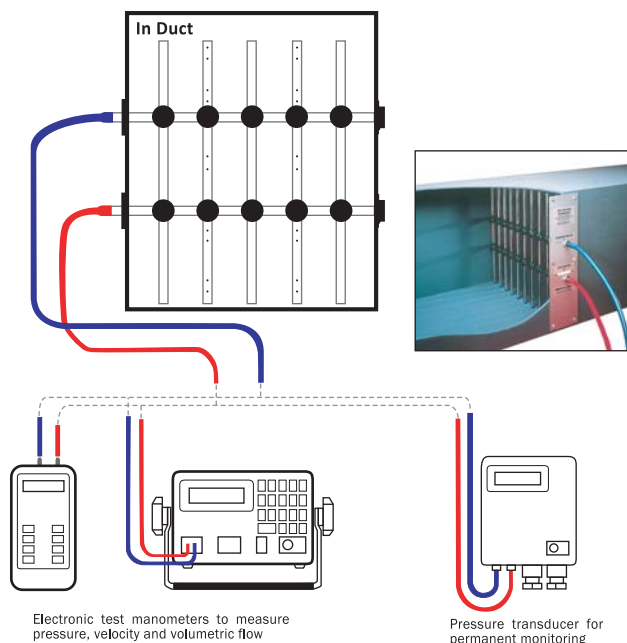 In Duct
Electronic test manometers to measure
pressure, velocity and volumetric flow
Pressure transducer for
permanent monitoring